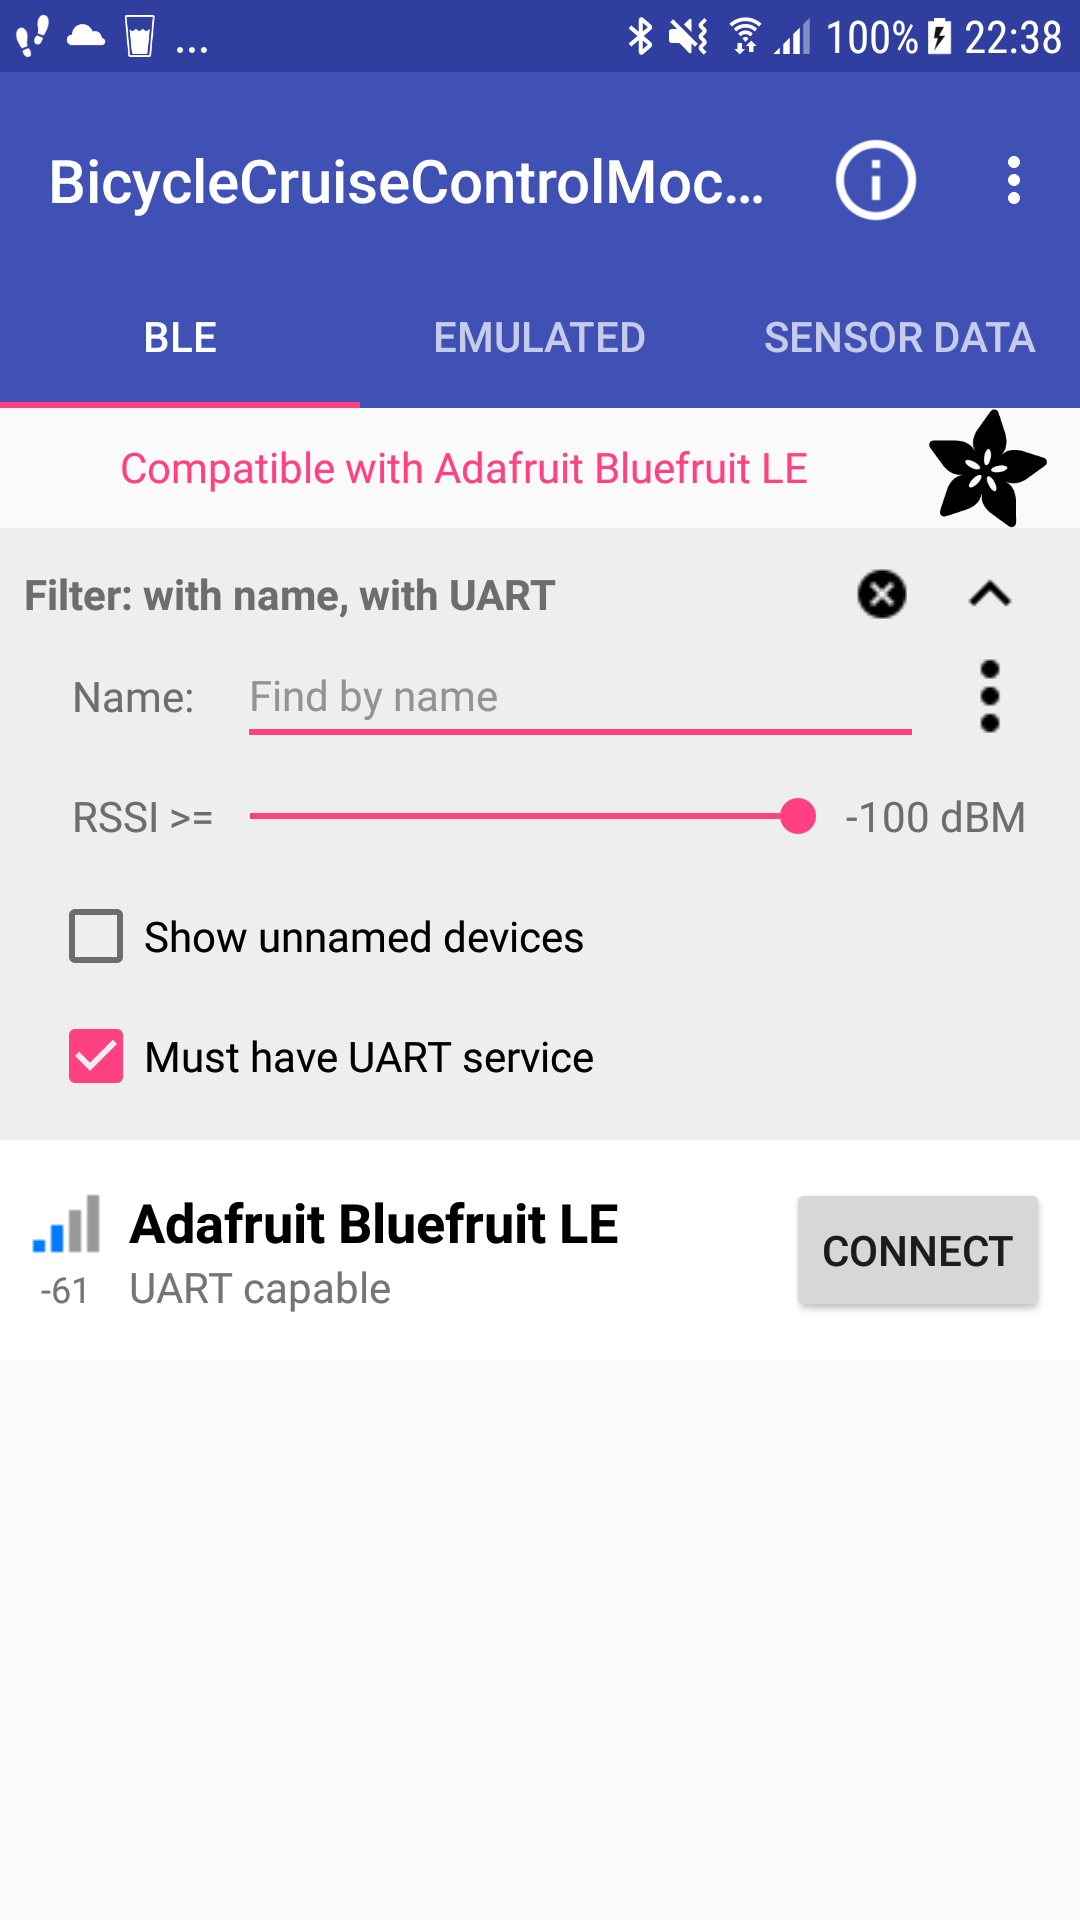 ... 100% 22:38
BicycleCruiseControlMoc...
BLE EMULATED SENSOR DATA
Compatible with Adafruit Bluefruit LE
Filter: with name, with UART
Name: Find by name
RSSI >= -100 dBM
Show unnamed devices
Must have UART service
Adafruit Bluefruit LE
CONNECT
-61 UART capable